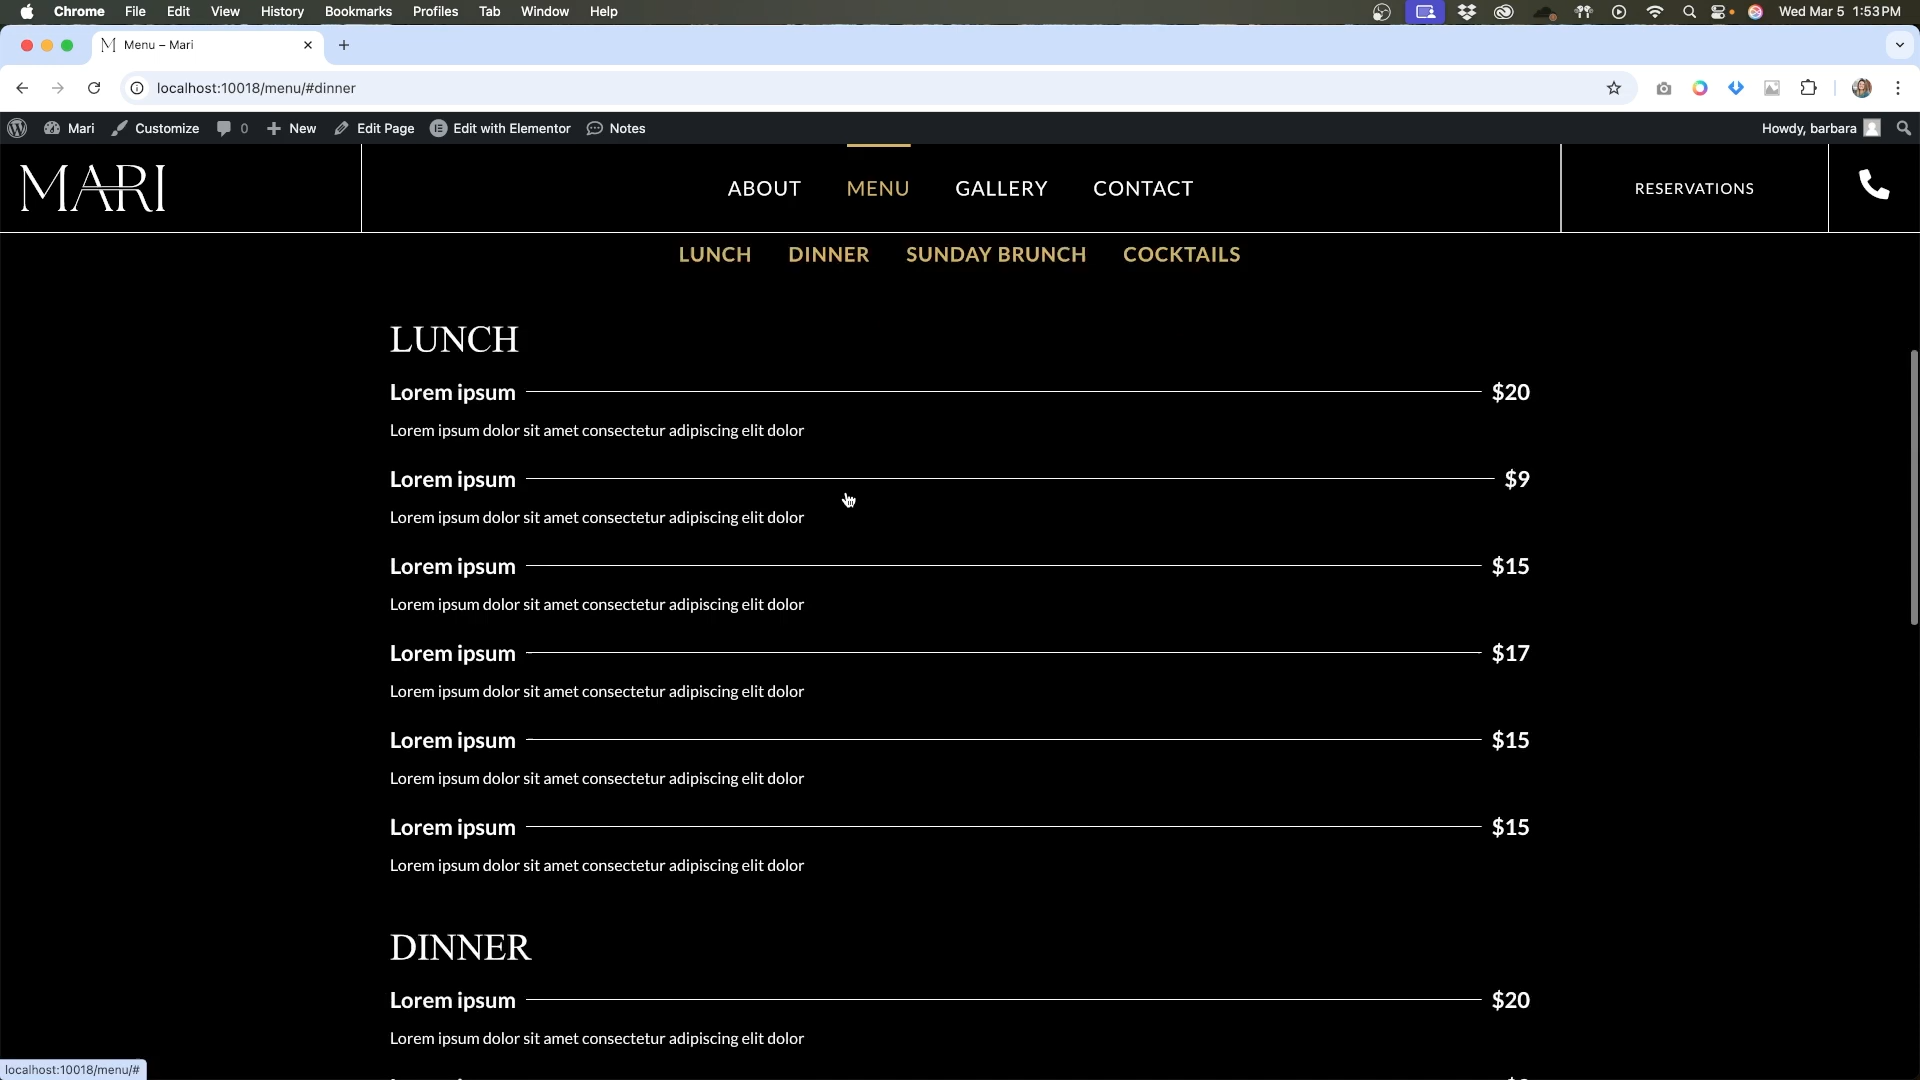 Chrome File Edit View History Bookmarks Profiles Tab Window Help Wed Mar 5 1:53 PM
Menu – Mari
localhost:10018/menu/#dinner
Mari Customize 0 New Edit Page Edit with Elementor Notes Howdy, barbara
MARI ABOUT MENU GALLERY CONTACT RESERVATIONS
LUNCH DINNER SUNDAY BRUNCH COCKTAILS
LUNCH
Lorem ipsum $20
Lorem ipsum dolor sit amet consectetur adipiscing elit dolor
Lorem ipsum $9
Lorem ipsum dolor sit amet consectetur adipiscing elit dolor
Lorem ipsum $15
Lorem ipsum dolor sit amet consectetur adipiscing elit dolor
Lorem ipsum $17
Lorem ipsum dolor sit amet consectetur adipiscing elit dolor
Lorem ipsum $15
Lorem ipsum dolor sit amet consectetur adipiscing elit dolor
Lorem ipsum $15
Lorem ipsum dolor sit amet consectetur adipiscing elit dolor
DINNER
Lorem ipsum $20
Lorem ipsum dolor sit amet consectetur adipiscing elit dolor
localhost:10018/menu/#